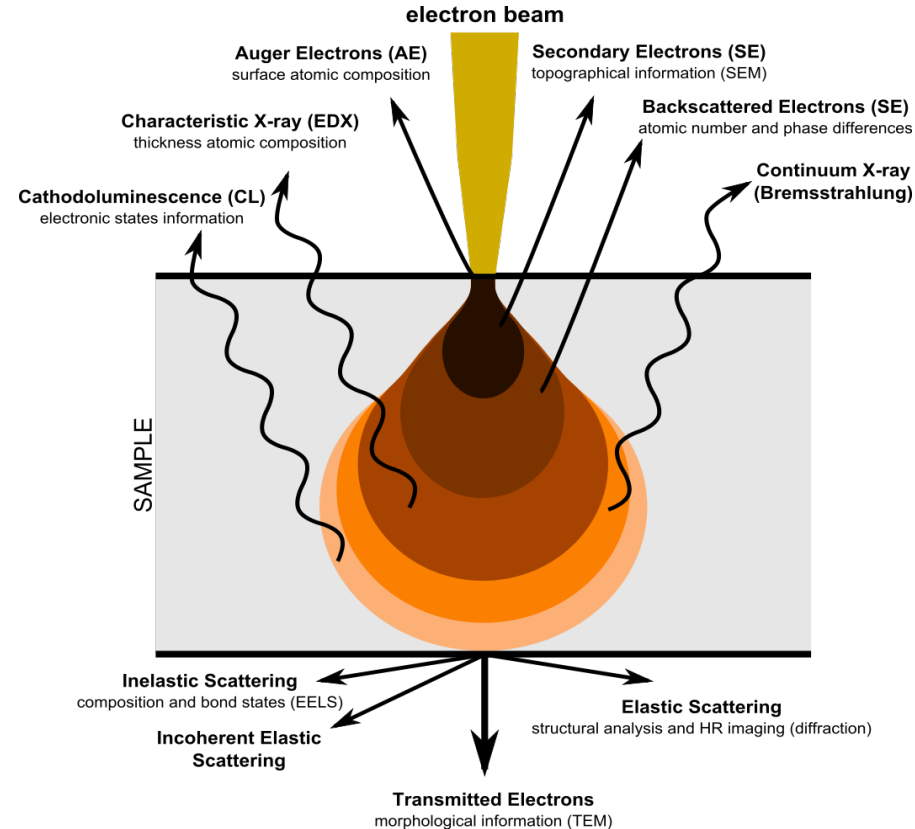 electron beam
Auger Electrons (AE)
surface atomic composition
Secondary Electrons (SE)
topographical information (SEM)
Characteristic X-ray (EDX)
thickness atomic composition
Backscattered Electrons (SE)
atomic number and phase differences
Cathodoluminescence (CL)
electronic states information
Continuum X-ray
(Bremsstrahlung)
SAMPLE
Inelastic Scattering
composition and bond states (EELS)
Incoherent Elastic
Scattering
Elastic Scattering
structural analysis and HR imaging (diffraction)
Transmitted Electrons
morphological information (TEM)